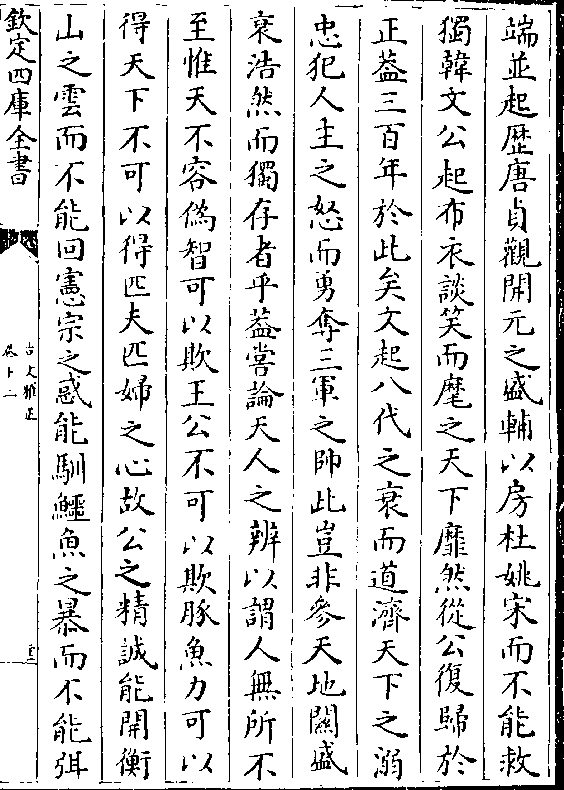 端並起歴唐貞觀開元之盛輔以房杜姚宋而不能救
獨韓文公起布衣談笑而麾之天下靡然從公復歸於
正葢三百年於此矣文起八代之衰而道濟天下之溺
忠犯人主之怒而勇奪三軍之帥此豈非參天地關盛
衰浩然而獨存者乎葢嘗論天人之辨以謂人無所不
至惟天不容偽智可以欺王公不可以欺豚魚力可以
得天下不可以得匹夫匹婦之心故公之精誠能開衡
山之雲而不能回憲宗之惑能馴鱷魚之暴而不能弭
欽定四庫全書
古文雅正
卷十二